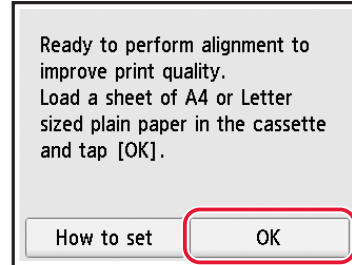 Ready to perform alignment to
improve print quality.
Load a sheet of A4 or Letter
sized plain paper in the cassette
and tap [OK].
How to set
OK